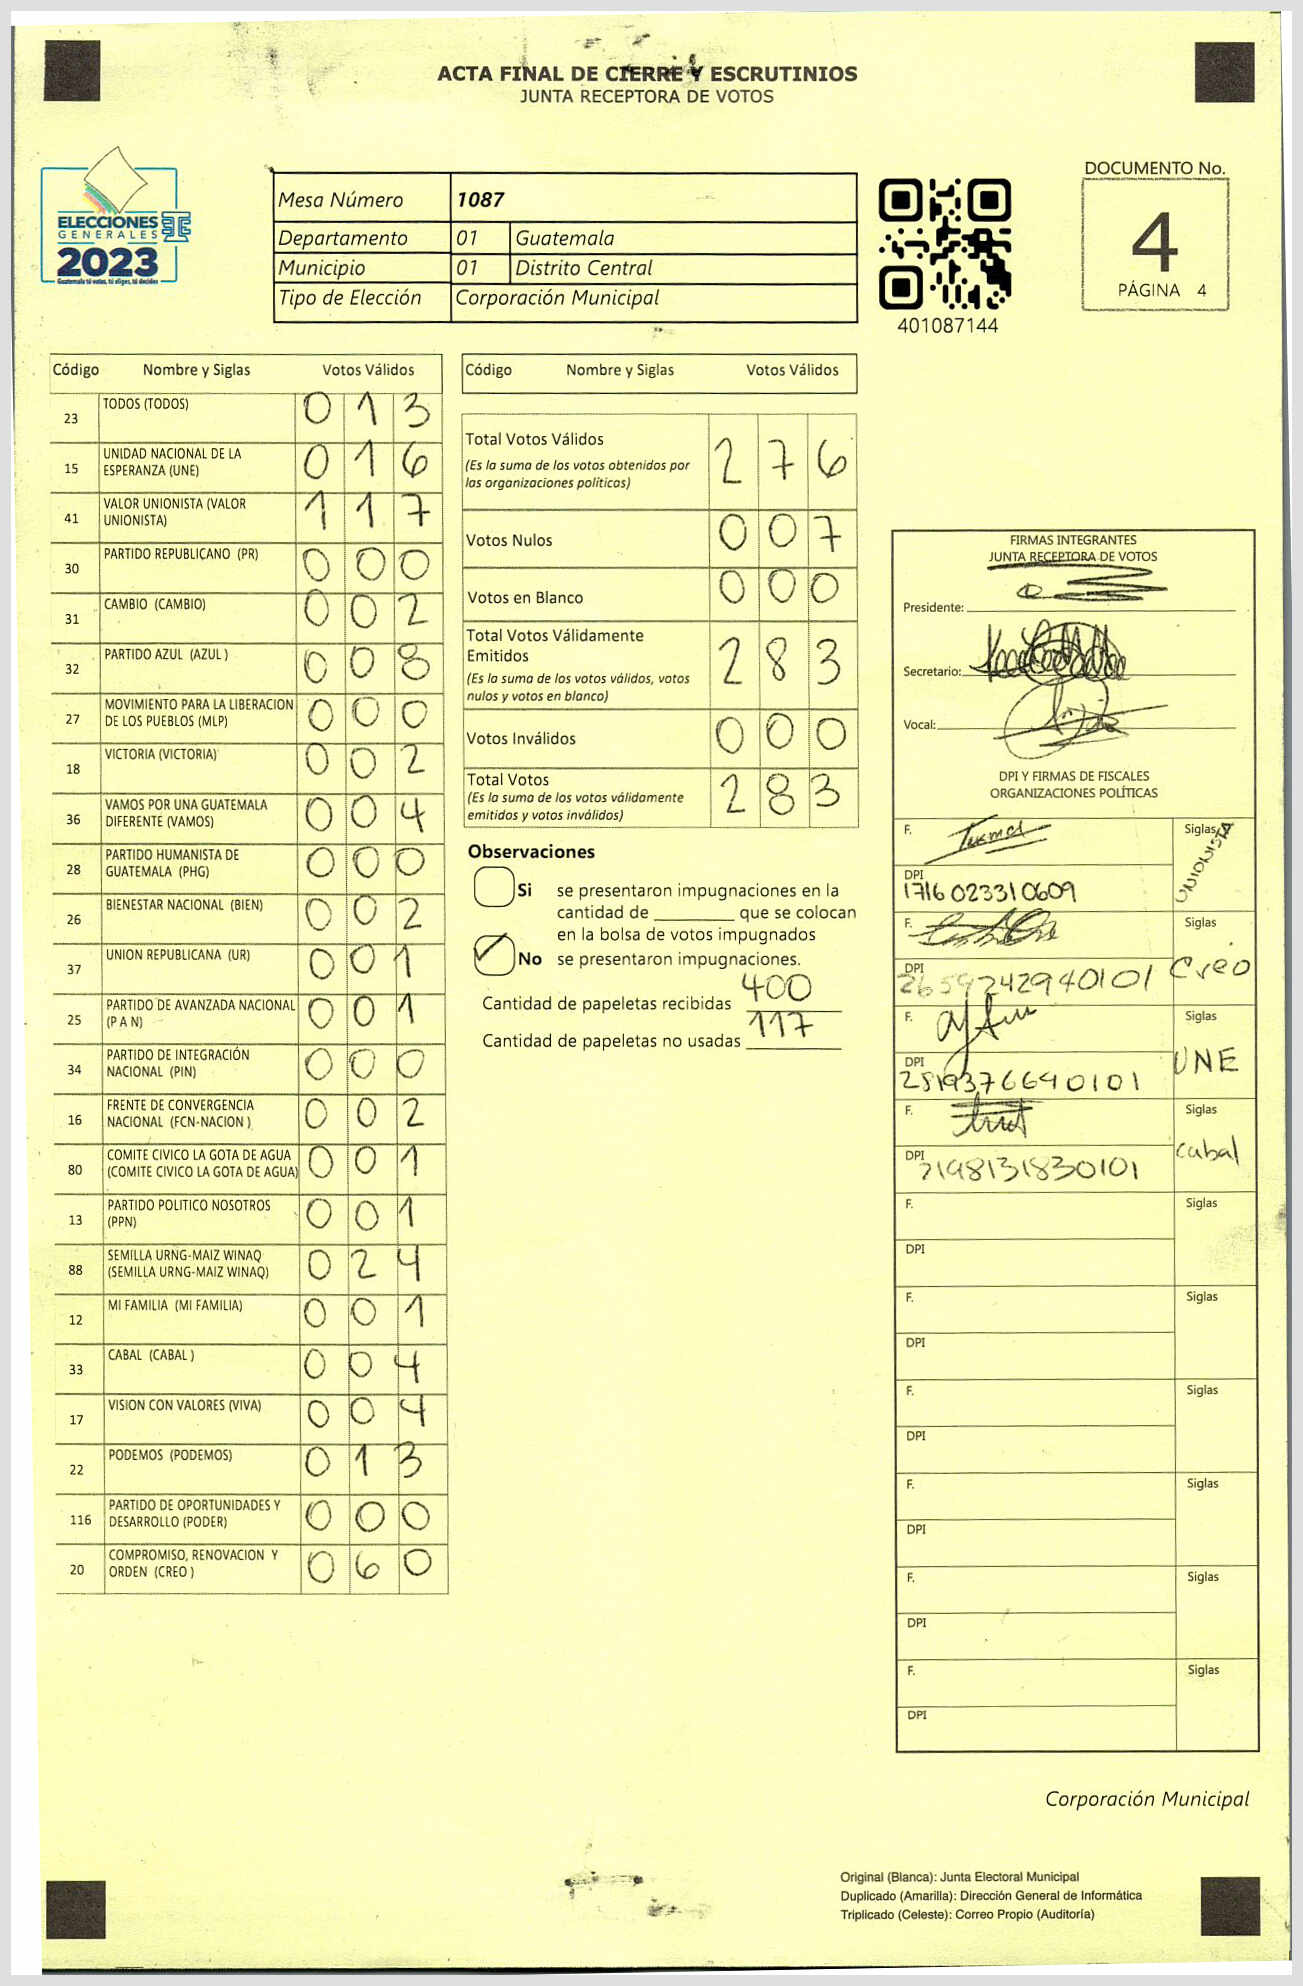 ACTA FINAL DE CIERRE Y ESCRUTINIOS
JUNTA RECEPTORA DE VOTOS
ELECCIONES
GENERALES
2023
Guatemala tú votas, tú eliges, tú decides
Mesa Número 1087
Departamento 01 Guatemala
Municipio 01 Distrito Central
Tipo de Elección Corporación Municipal
401087144
DOCUMENTO No.
4
PÁGINA 4
Código Nombre y Siglas Votos Válidos
23 TODOS (TODOS) 0 1 3
15 UNIDAD NACIONAL DE LA
ESPERANZA (UNE) 0 1 6
41 VALOR UNIONISTA (VALOR
UNIONISTA) 1 1 7
30 PARTIDO REPUBLICANO (PR) 0 0 0
31 CAMBIO (CAMBIO) 0 0 2
32 PARTIDO AZUL (AZUL ) 0 0 8
27 MOVIMIENTO PARA LA LIBERACION
DE LOS PUEBLOS (MLP) 0 0 0
18 VICTORIA (VICTORIA) 0 0 2
36 VAMOS POR UNA GUATEMALA
DIFERENTE (VAMOS) 0 0 4
28 PARTIDO HUMANISTA DE
GUATEMALA (PHG) 0 0 0
26 BIENESTAR NACIONAL (BIEN) 0 0 2
37 UNION REPUBLICANA (UR) 0 0 1
25 PARTIDO DE AVANZADA NACIONAL
(P A N) 0 0 1
34 PARTIDO DE INTEGRACIÓN
NACIONAL (PIN) 0 0 0
16 FRENTE DE CONVERGENCIA
NACIONAL (FCN-NACION ) 0 0 2
80 COMITE CIVICO LA GOTA DE AGUA
(COMITE CIVICO LA GOTA DE AGUA) 0 0 1
13 PARTIDO POLITICO NOSOTROS
(PPN) 0 0 1
88 SEMILLA URNG-MAIZ WINAQ
(SEMILLA URNG-MAIZ WINAQ) 0 2 4
12 MI FAMILIA (MI FAMILIA) 0 0 1
33 CABAL (CABAL ) 0 0 4
17 VISION CON VALORES (VIVA) 0 0 4
22 PODEMOS (PODEMOS) 0 1 3
116 PARTIDO DE OPORTUNIDADES Y
DESARROLLO (PODER) 0 0 0
20 COMPROMISO, RENOVACION Y
ORDEN (CREO ) 0 6 0
Código Nombre y Siglas Votos Válidos
Total Votos Válidos 2 7 6
(Es la suma de los votos obtenidos por
las organizaciones políticas)
Votos Nulos 0 0 7
Votos en Blanco 0 0 0
Total Votos Válidamente
Emitidos 2 8 3
(Es la suma de los votos válidos, votos
nulos y votos en blanco)
Votos Inválidos 0 0 0
Total Votos 2 8 3
(Es la suma de los votos válidamente
emitidos y votos inválidos)
Observaciones
Si se presentaron impugnaciones en la
cantidad de ________ que se colocan
en la bolsa de votos impugnados
No se presentaron impugnaciones.
Cantidad de papeletas recibidas 400
Cantidad de papeletas no usadas 117
FIRMAS INTEGRANTES
JUNTA RECEPTORA DE VOTOS
Presidente:
Secretario:
Vocal:
DPI Y FIRMAS DE FISCALES
ORGANIZACIONES POLÍTICAS
F. Siglas UNIONISTA
DPI
1716 023310609
F. Siglas
DPI 2659242940101 Creo
F. Siglas
DPI UNE
2519376640101
F. Siglas
DPI 2198131830101 Cabal
F. Siglas
DPI
F. Siglas
DPI
F. Siglas
DPI
F. Siglas
DPI
F. Siglas
DPI
F. Siglas
DPI
Corporación Municipal
Original (Blanca): Junta Electoral Municipal
Duplicado (Amarilla): Dirección General de Informática
Triplicado (Celeste): Correo Propio (Auditoría)